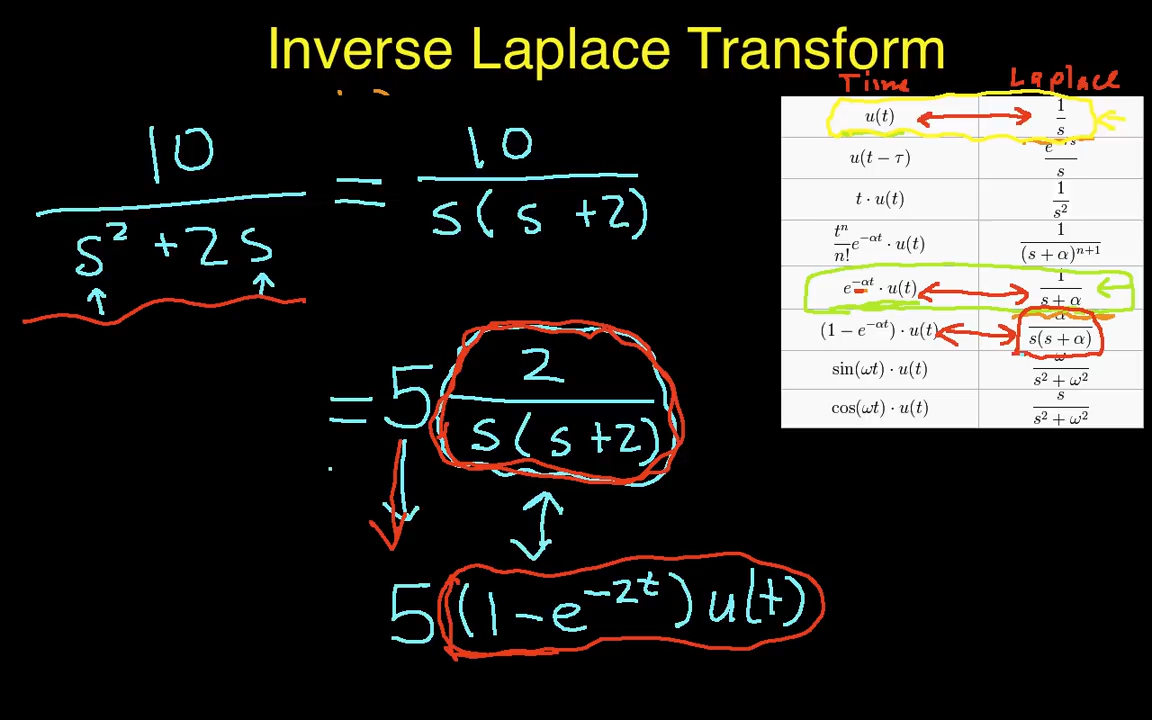 Inverse Laplace Transform
Time Laplace
u(t) 1/s
u(t − τ) e^{-τs}/s
t · u(t) 1/s²
tⁿ/n! e^{−αt} · u(t) 1/(s + α)^{n+1}
e^{−αt} · u(t) 1/(s + α)
(1 − e^{−αt}) · u(t) α/(s(s + α))
sin(ωt) · u(t) ω/(s² + ω²)
cos(ωt) · u(t) s/(s² + ω²)
10/(s² + 2s) = 10/(s(s + 2))
= 5 2/(s(s + 2))
5(1 − e^{−2t}) u(t)